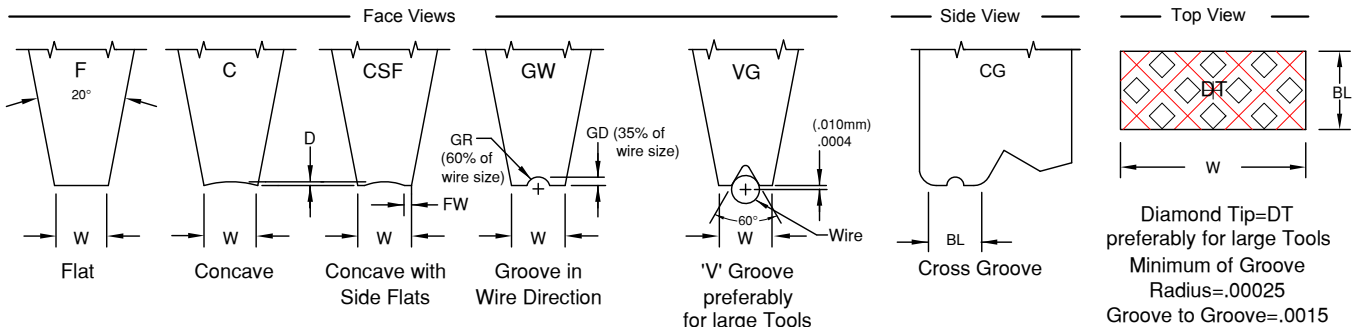 Face Views
Side View
Top View
F
20°
C
CSF
GW
VG
CG
DT
BL
D
GR
(60% of
wire size)
GD (35% of
wire size)
(.010mm)
.0004
FW
60°
Wire
W
W
W
W
W
BL
W
Flat
Concave
Concave with
Side Flats
Groove in
Wire Direction
'V' Groove
preferably
for large Tools
Cross Groove
Diamond Tip=DT
preferably for large Tools
Minimum of Groove
Radius=.00025
Groove to Groove=.0015